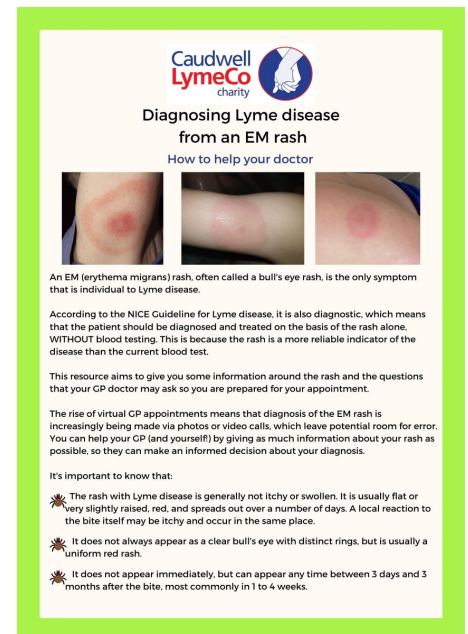 Caudwell
LymeCo
charity
Diagnosing Lyme disease
from an EM rash
How to help your doctor
An EM (erythema migrans) rash, often called a bull's eye rash, is the only symptom
that is individual to Lyme disease.
According to the NICE Guideline for Lyme disease, it is also diagnostic, which means
that the patient should be diagnosed and treated on the basis of the rash alone,
WITHOUT blood testing. This is because the rash is a more reliable indicator of the
disease than the current blood test.
This resource aims to give you some information around the rash and the questions
that your GP doctor may ask so you are prepared for your appointment.
The rise of virtual GP appointments means that diagnosis of the EM rash is
increasingly being made via photos or video calls, which leave potential room for error.
You can help your GP (and yourself!) by giving as much information about your rash as
possible, so they can make an informed decision about your diagnosis.
It's important to know that:
The rash with Lyme disease is generally not itchy or swollen. It is usually flat or
very slightly raised, red, and spreads out over a number of days. A local reaction to
the bite itself may be itchy and occur in the same place.
It does not always appear as a clear bull's eye with distinct rings, but is usually a
uniform red rash.
It does not appear immediately, but can appear any time between 3 days and 3
months after the bite, most commonly in 1 to 4 weeks.